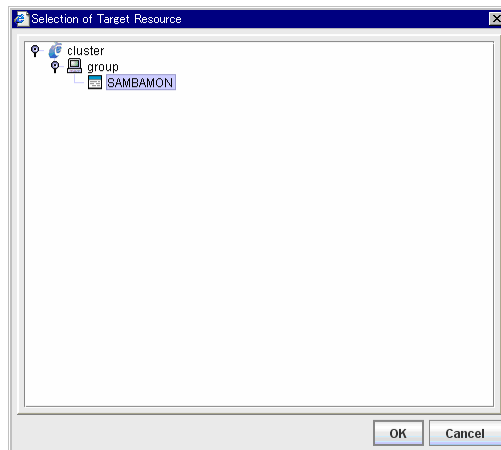 Selection of Target Resource
cluster
group
SAMBAMON
OK Cancel